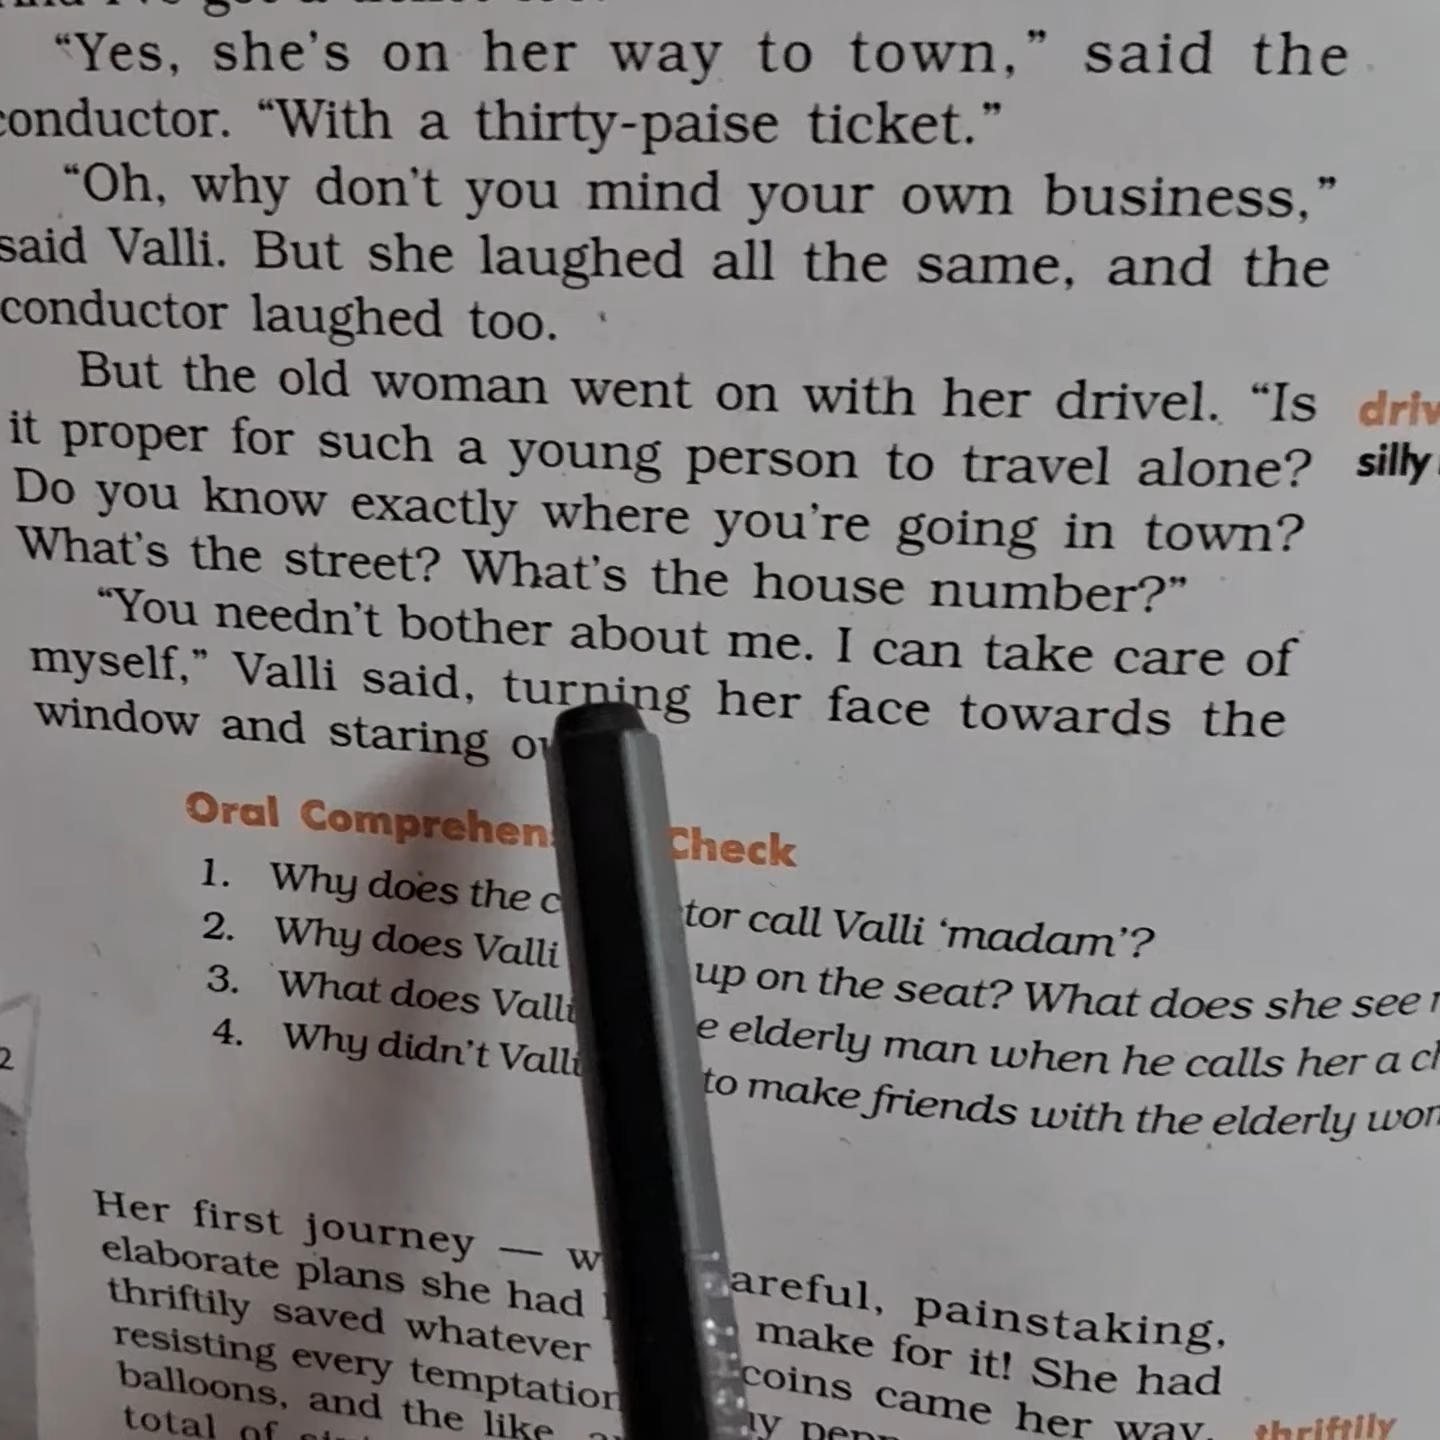 "Yes, she's on her way to town," said the
conductor. "With a thirty-paise ticket."
"Oh, why don't you mind your own business,"
said Valli. But she laughed all the same, and the
conductor laughed too.
But the old woman went on with her drivel. "Is
it proper for such a young person to travel alone?
Do you know exactly where you're going in town?
What's the street? What's the house number?"
"You needn't bother about me. I can take care of
myself," Valli said, turning her face towards the
window and staring
driv
silly
Oral Comprehen Check
1. Why does the c tor call Valli 'madam'?
2. Why does Valli up on the seat? What does she see
3. What does Valli e elderly man when he calls her a
4. Why didn't Valli to make friends with the elderly
2
Her first journey — areful, painstaking,
elaborate plans she had make for it! She had
thriftily saved whatever coins came her way,
resisting every temptation
balloons, and the like,
total of
thriftily